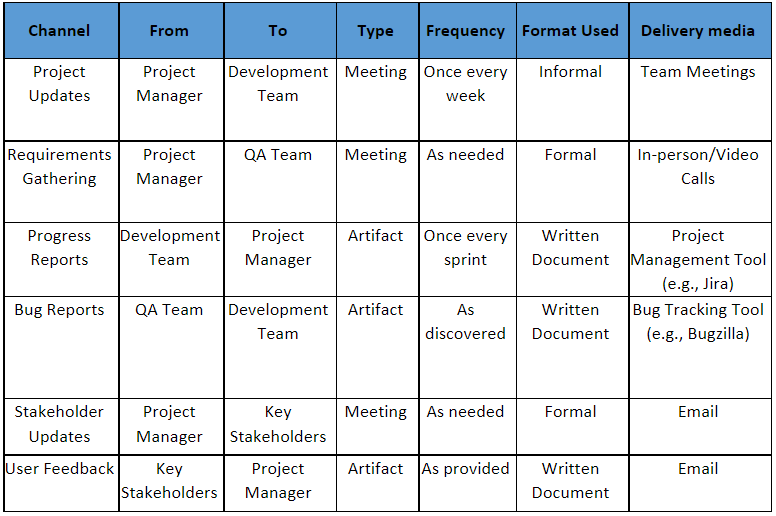 Channel From To Type Frequency Format Used Delivery media
Project Project Development Meeting Once every Informal Team Meetings
Updates Manager Team week
Requirements Project QA Team Meeting As needed Formal In-person/Video
Gathering Manager Calls
Progress Development Project Artifact Once every Written Project
Reports Team Manager sprint Document Management Tool
(e.g., Jira)
Bug Reports QA Team Development Artifact As Written Bug Tracking Tool
Team discovered Document (e.g., Bugzilla)
Stakeholder Project Key Meeting As needed Formal Email
Updates Manager Stakeholders
User Feedback Key Project Artifact As provided Written Email
Stakeholders Manager Document